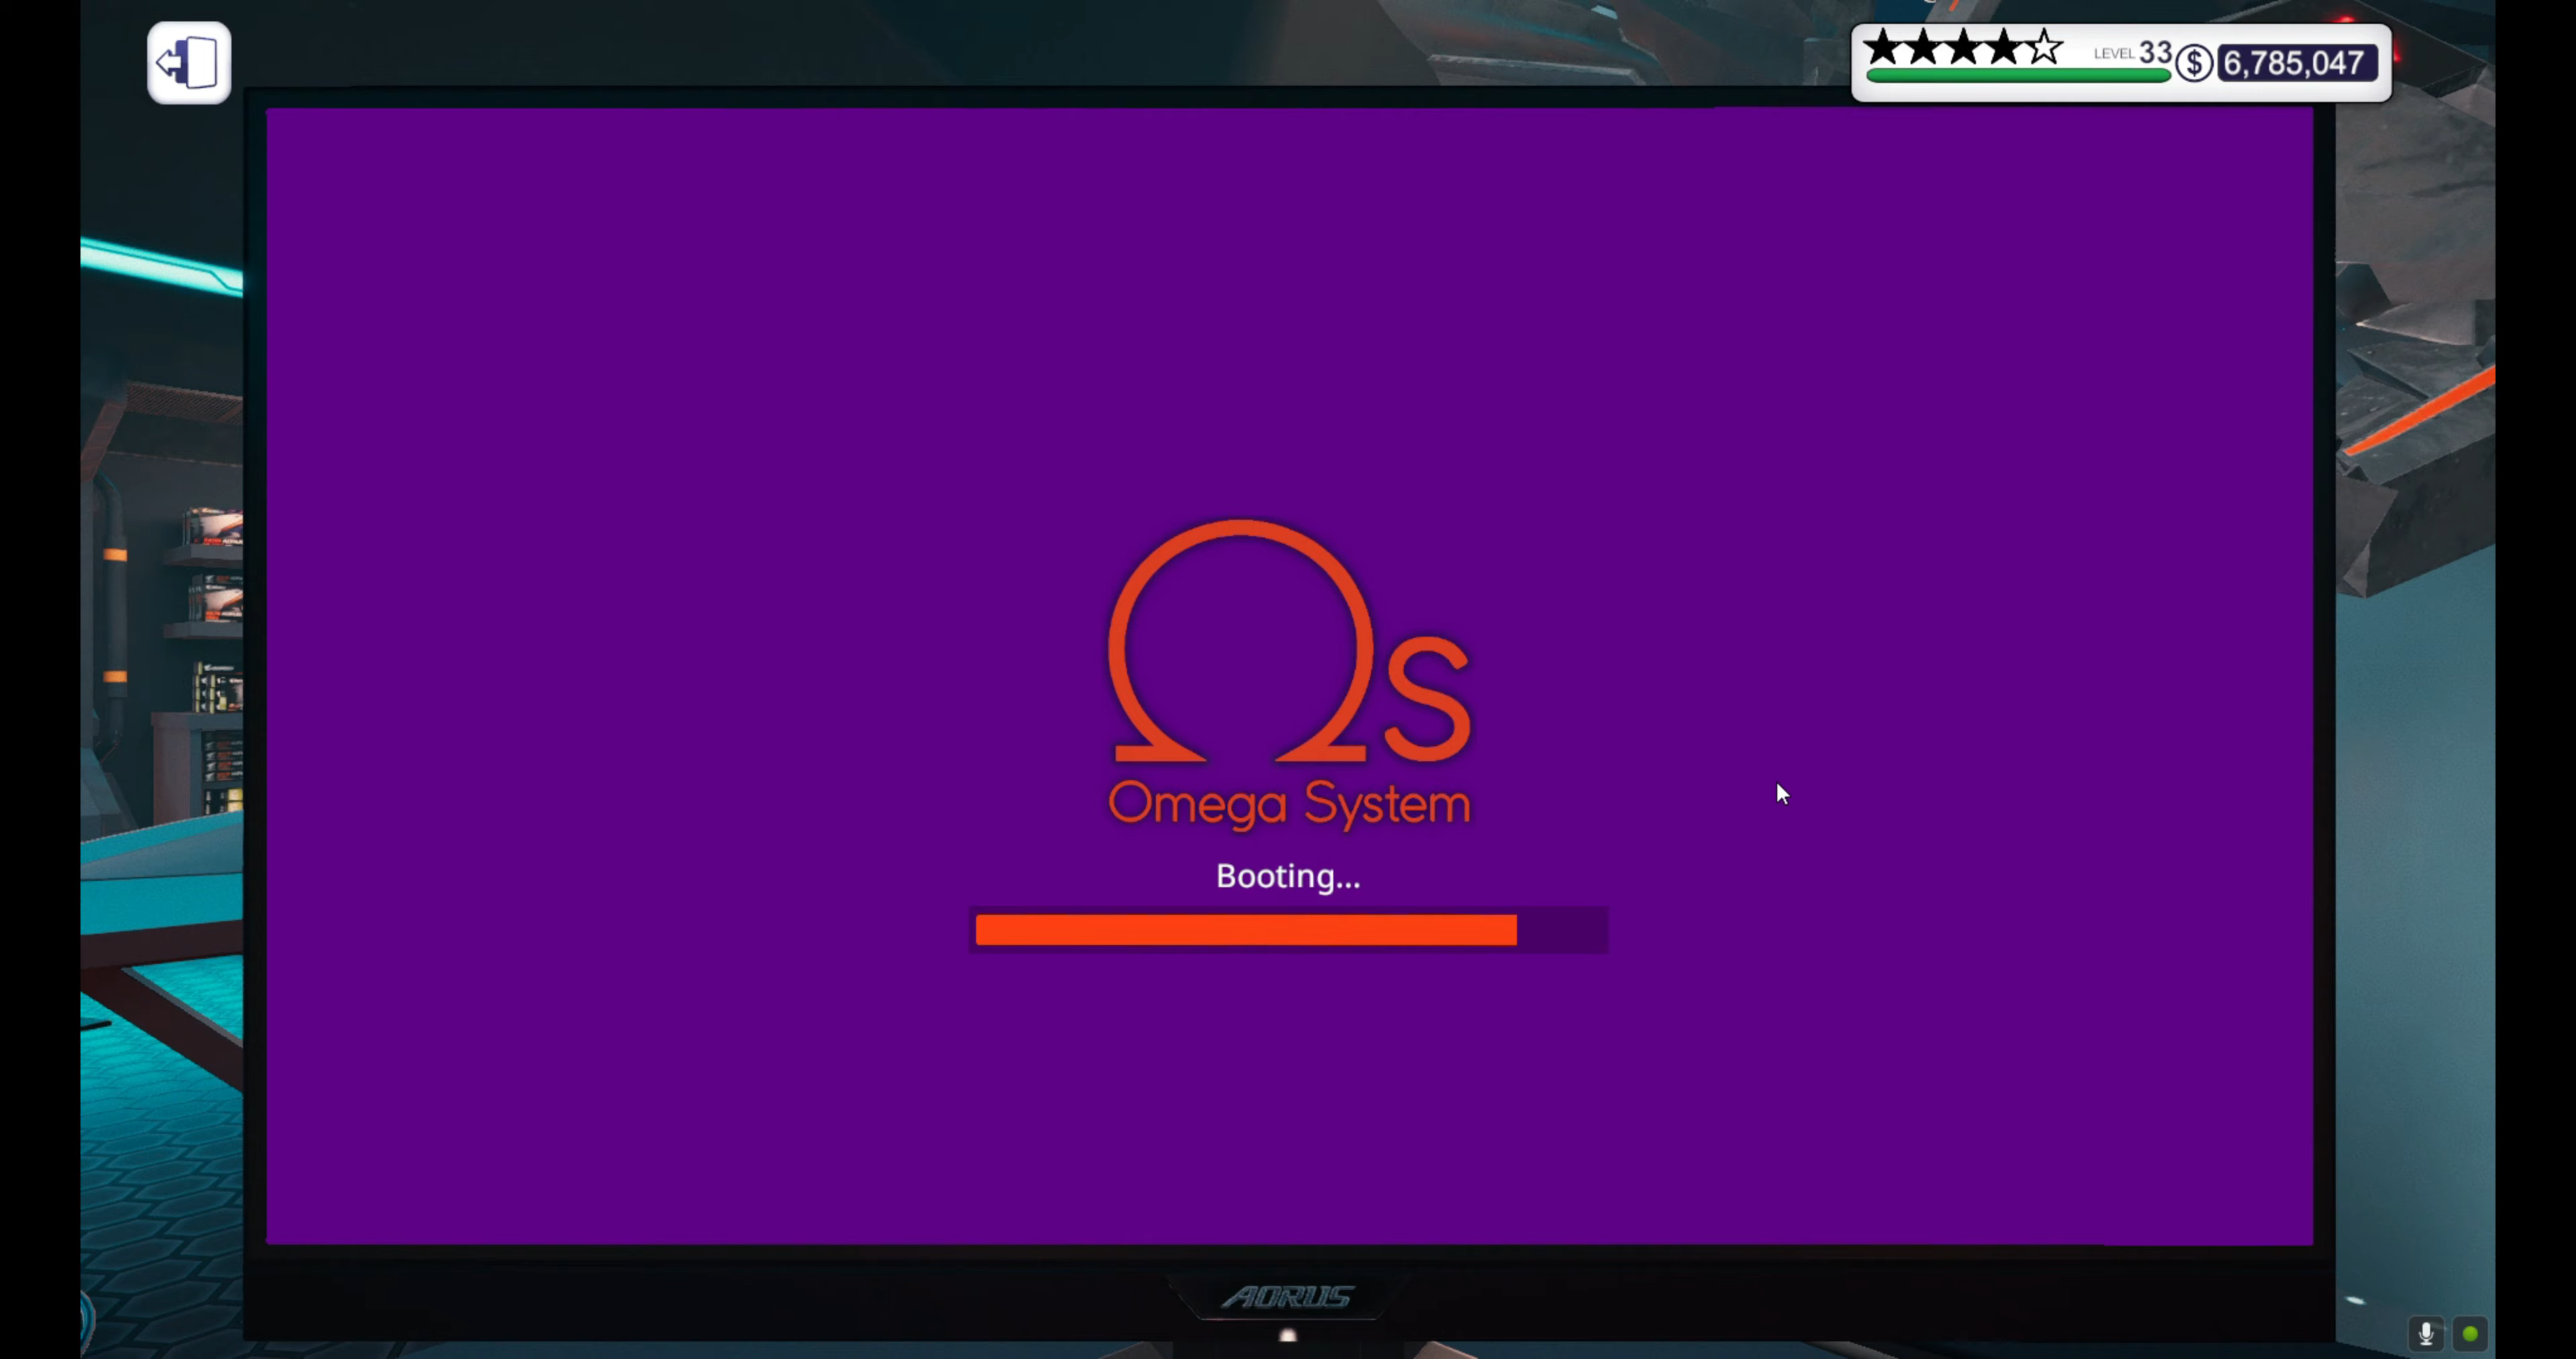 LEVEL 33 $ 6,785,047
Ωs
Omega System
Booting...
AORUS